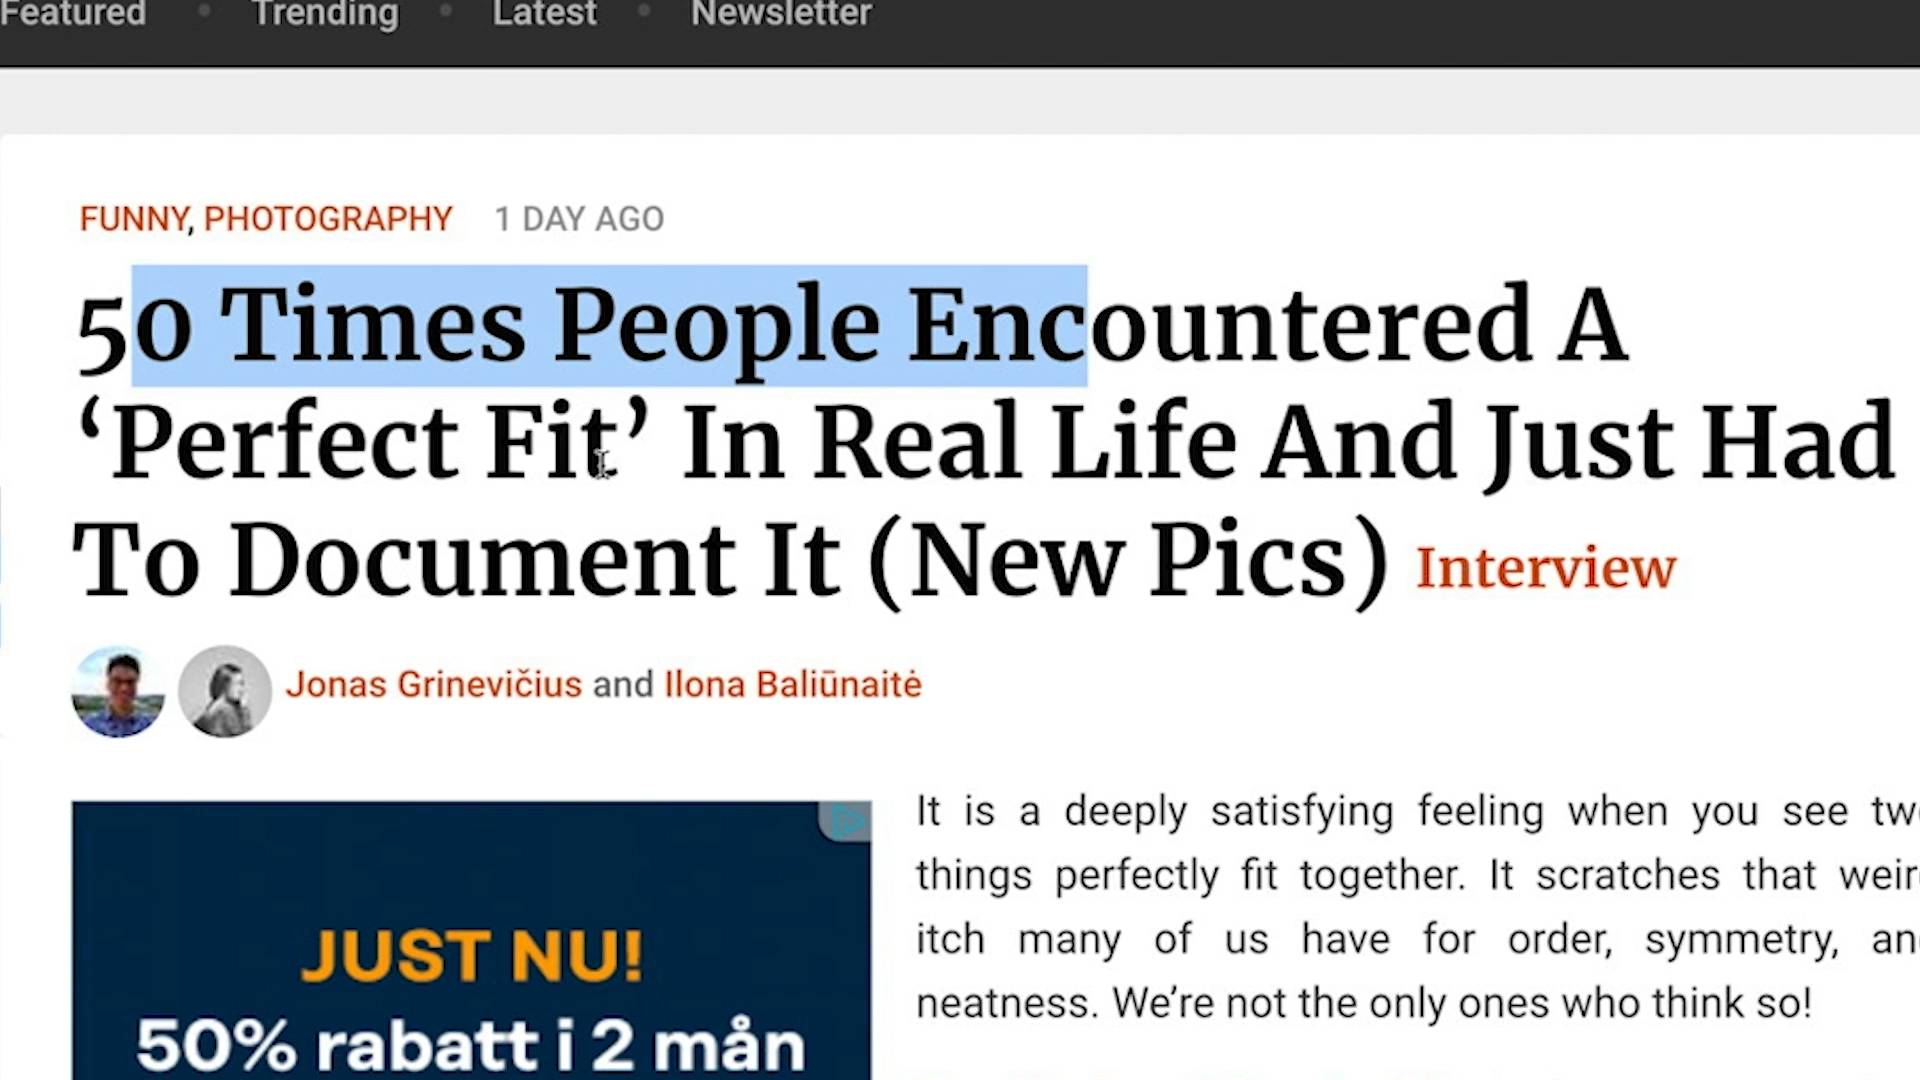 Featured • Trending • Latest • Newsletter
FUNNY, PHOTOGRAPHY 1 DAY AGO
50 Times People Encountered A
‘Perfect Fit’ In Real Life And Just Had
To Document It (New Pics) Interview
Jonas Grinevičius and Ilona Baliūnaitė
It is a deeply satisfying feeling when you see tw
things perfectly fit together. It scratches that weir
itch many of us have for order, symmetry, an
neatness. We’re not the only ones who think so!
JUST NU!
50% rabatt i 2 mån